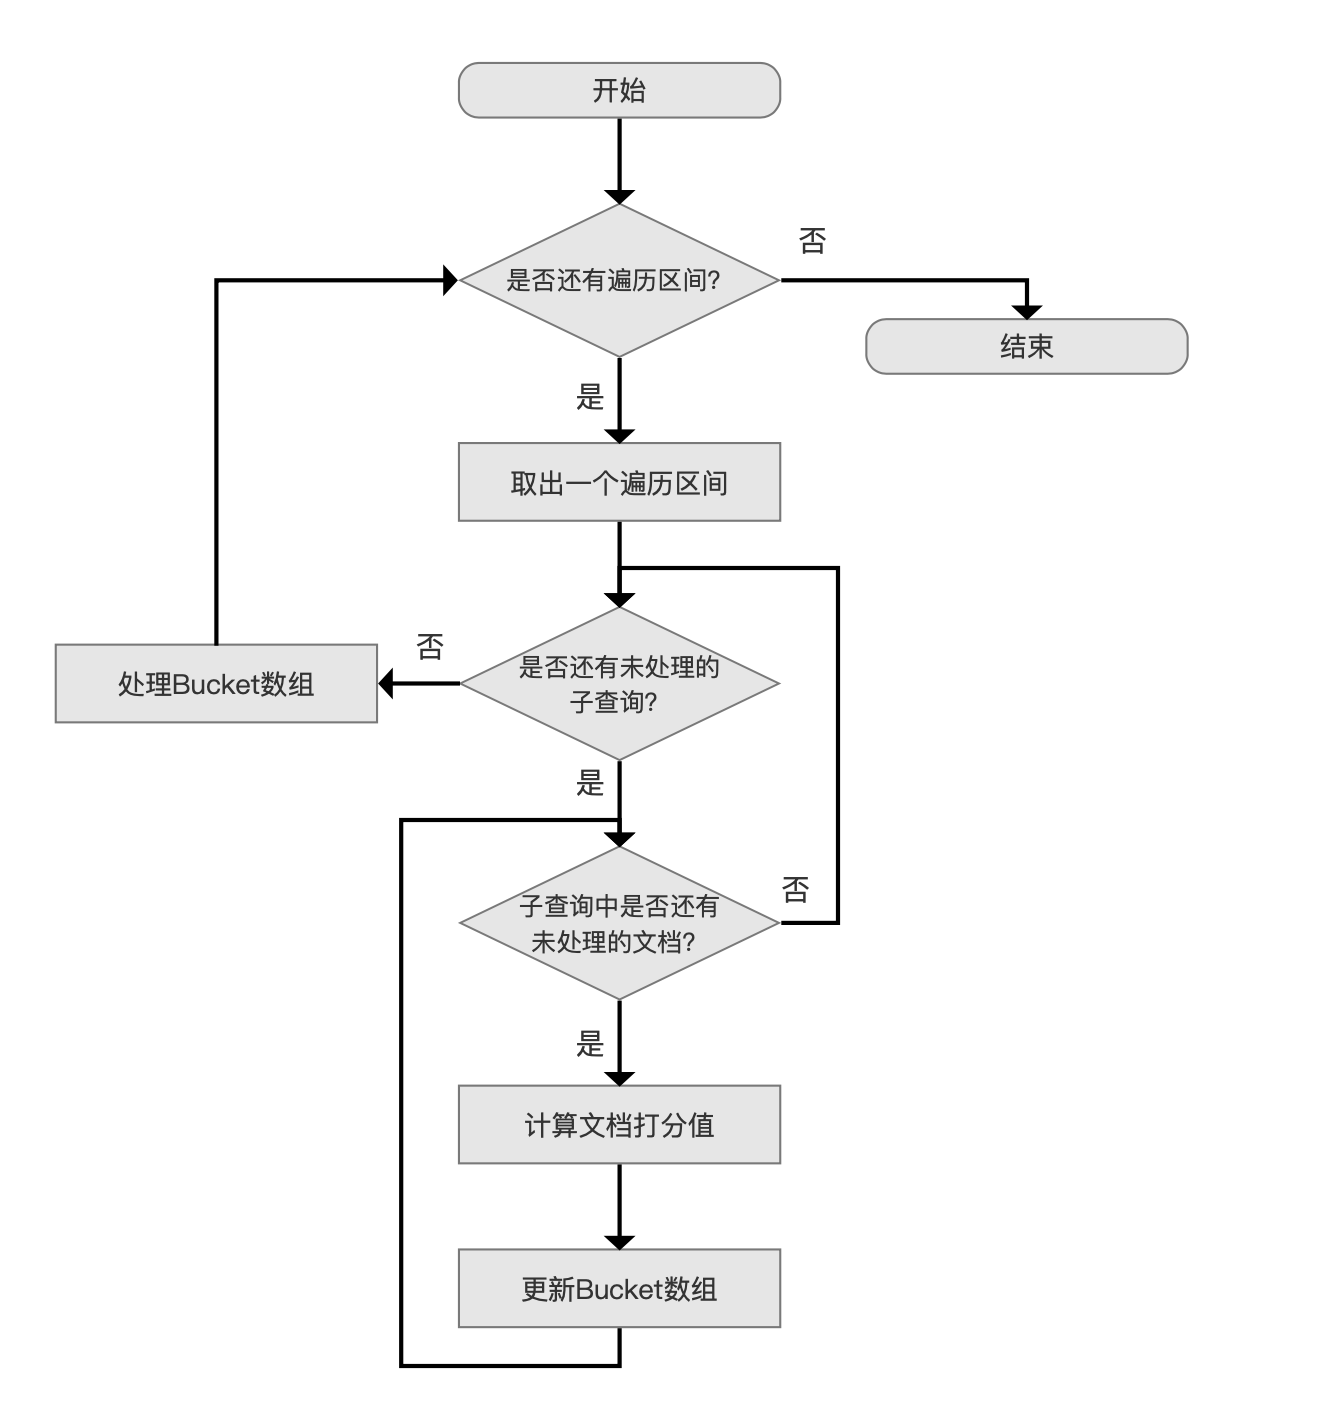 开始
否
是否还有遍历区间?
结束
是
取出一个遍历区间
否
是否还有未处理的
子查询?
处理Bucket数组
是
否
子查询中是否还有
未处理的文档?
是
计算文档打分值
更新Bucket数组